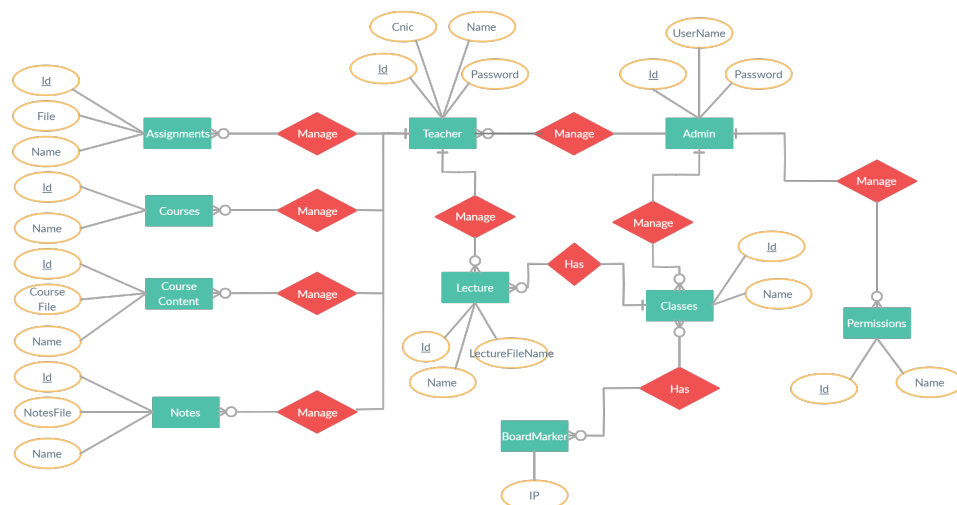 Cnic
Name
UserName
Id
Password
Id
Password
Id
File
Name
Assignments
Manage
Teacher
Manage
Admin
Id
Name
Courses
Manage
Manage
Manage
Manage
Id
Course
File
Name
Course
Content
Manage
Lecture
Has
Classes
Id
Name
Permissions
Id
Name
LectureFileName
Id
Name
Id
NotesFile
Name
Notes
Manage
Has
BoardMarker
IP